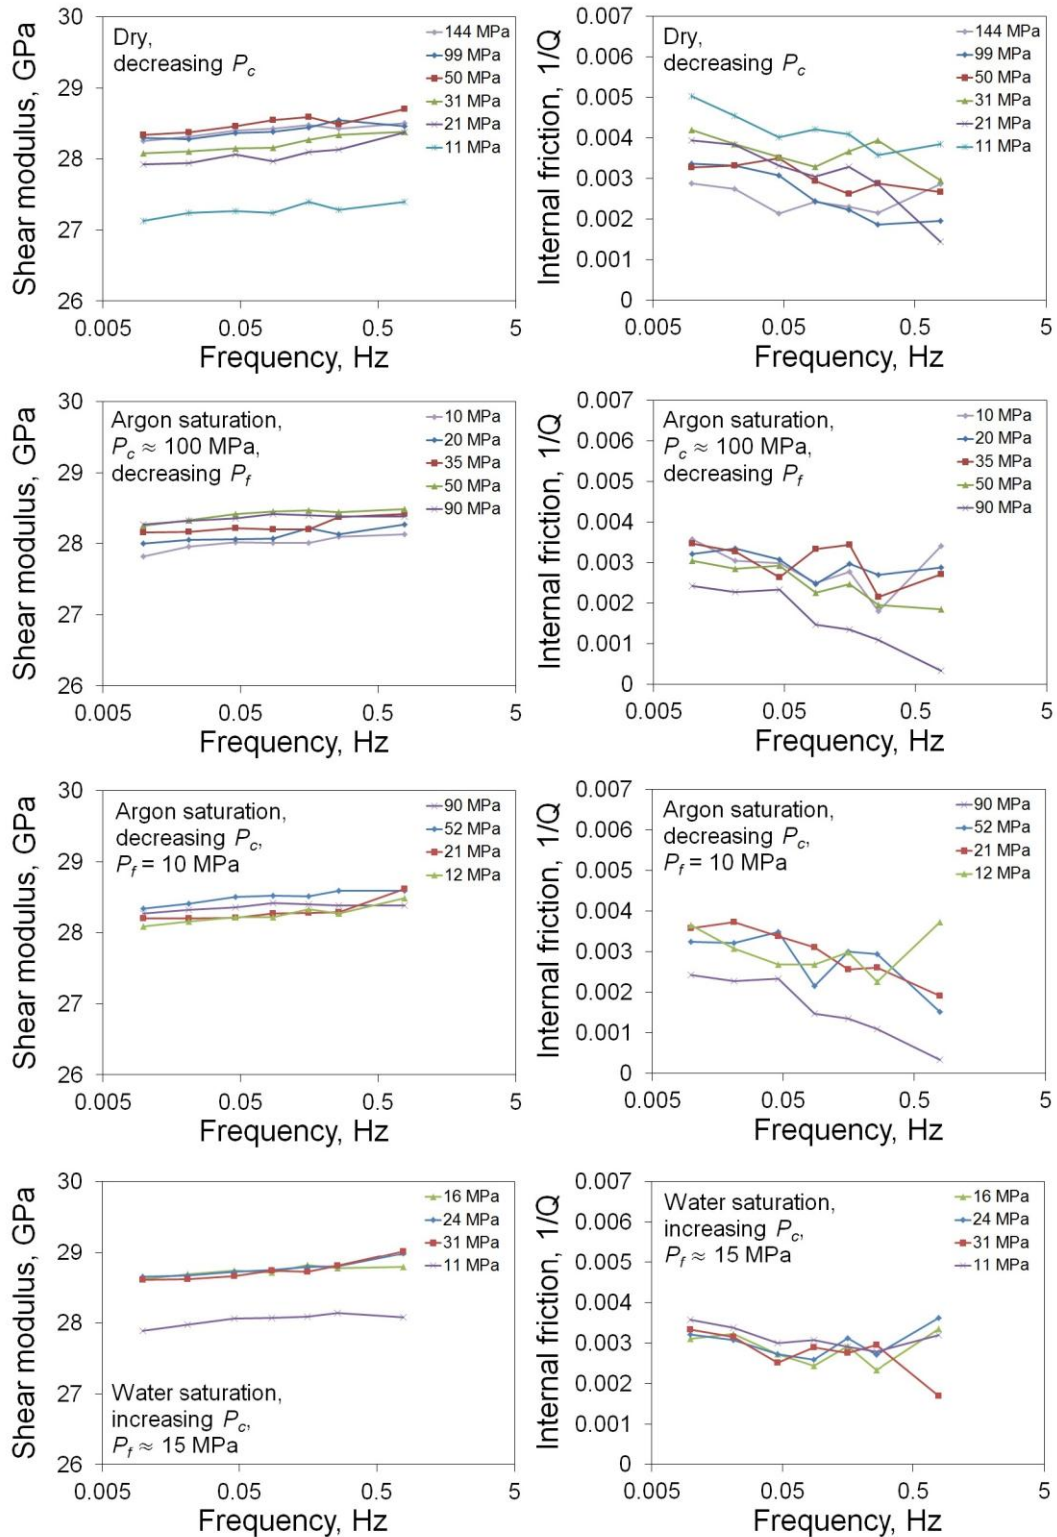 Shear modulus, GPa
30
29
28
27
26
Dry,
decreasing Pc
144 MPa
99 MPa
50 MPa
31 MPa
21 MPa
11 MPa
0.005
0.05
0.5
5
Frequency, Hz
Internal friction, 1/Q
0.007
0.006
0.005
0.004
0.003
0.002
0.001
0
Dry,
decreasing Pc
144 MPa
99 MPa
50 MPa
31 MPa
21 MPa
11 MPa
0.005
0.05
0.5
5
Frequency, Hz
Shear modulus, GPa
30
29
28
27
26
Argon saturation,
Pc ≈ 100 MPa,
decreasing Pf
10 MPa
20 MPa
35 MPa
50 MPa
90 MPa
0.005
0.05
0.5
5
Frequency, Hz
Internal friction, 1/Q
0.007
0.006
0.005
0.004
0.003
0.002
0.001
0
Argon saturation,
Pc ≈ 100 MPa,
decreasing Pf
10 MPa
20 MPa
35 MPa
50 MPa
90 MPa
0.005
0.05
0.5
5
Frequency, Hz
Shear modulus, GPa
30
29
28
27
26
Argon saturation,
decreasing Pc,
Pf = 10 MPa
90 MPa
52 MPa
21 MPa
12 MPa
0.005
0.05
0.5
5
Frequency, Hz
Internal friction, 1/Q
0.007
0.006
0.005
0.004
0.003
0.002
0.001
0
Argon saturation,
decreasing Pc,
Pf = 10 MPa
90 MPa
52 MPa
21 MPa
12 MPa
0.005
0.05
0.5
5
Frequency, Hz
Shear modulus, GPa
30
29
28
27
26
16 MPa
24 MPa
31 MPa
11 MPa
Water saturation,
increasing Pc,
Pf ≈ 15 MPa
0.005
0.05
0.5
5
Frequency, Hz
Internal friction, 1/Q
0.007
0.006
0.005
0.004
0.003
0.002
0.001
0
Water saturation,
increasing Pc,
Pf ≈ 15 MPa
16 MPa
24 MPa
31 MPa
11 MPa
0.005
0.05
0.5
5
Frequency, Hz